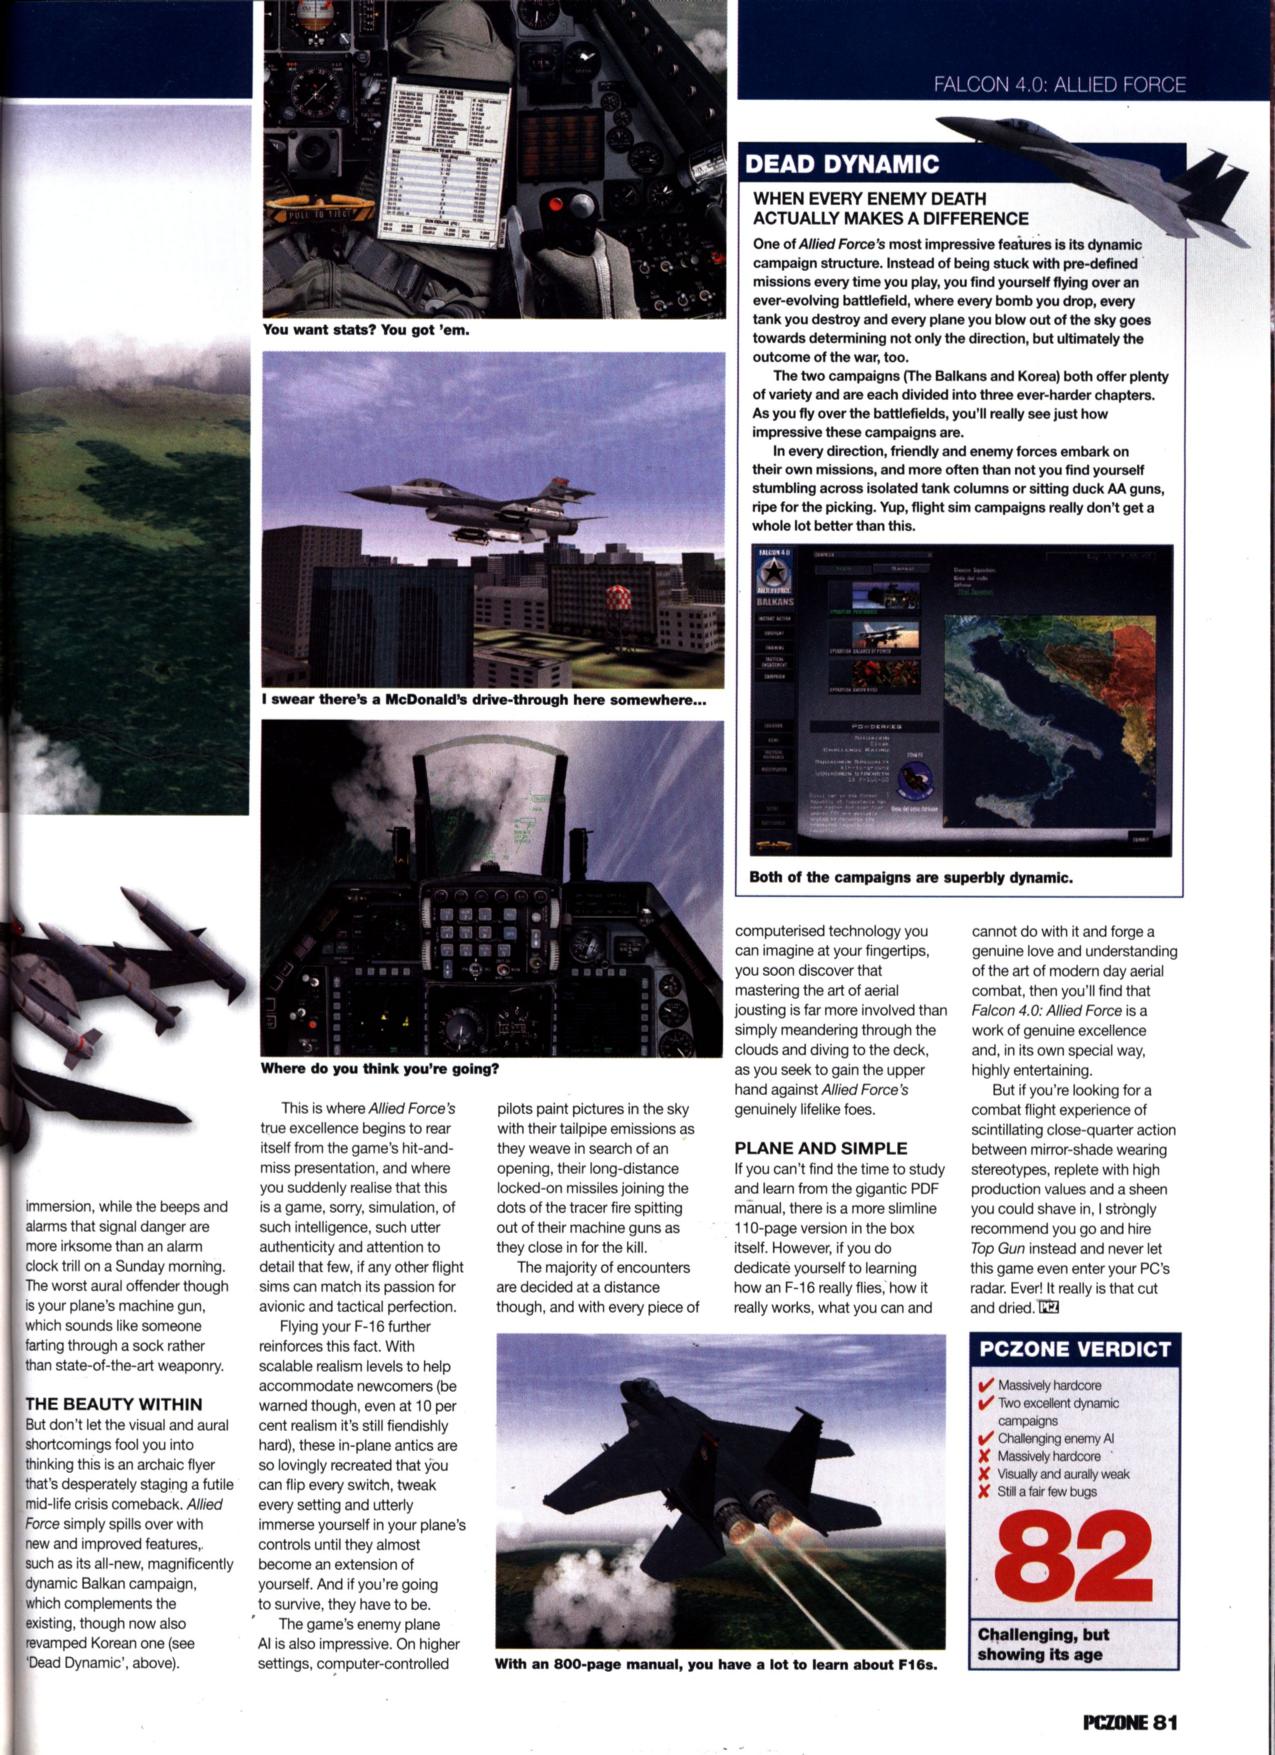 FALCON 4.0: ALLIED FORCE
PULL TO EJECT
You want stats? You got 'em.
I swear there's a McDonald's drive-through here somewhere...
Where do you think you're going?
DEAD DYNAMIC
WHEN EVERY ENEMY DEATH
ACTUALLY MAKES A DIFFERENCE
One of Allied Force's most impressive features is its dynamic
campaign structure. Instead of being stuck with pre-defined
missions every time you play, you find yourself flying over an
ever-evolving battlefield, where every bomb you drop, every
tank you destroy and every plane you blow out of the sky goes
towards determining not only the direction, but ultimately the
outcome of the war, too.
The two campaigns (The Balkans and Korea) both offer plenty
of variety and are each divided into three ever-harder chapters.
As you fly over the battlefields, you'll really see just how
impressive these campaigns are.
In every direction, friendly and enemy forces embark on
their own missions, and more often than not you find yourself
stumbling across isolated tank columns or sitting duck AA guns,
ripe for the picking. Yup, flight sim campaigns really don't get a
whole lot better than this.
FALCON 4.0
BALKANS
POWDERKEG
Both of the campaigns are superbly dynamic.
immersion, while the beeps and
alarms that signal danger are
more irksome than an alarm
clock trill on a Sunday morning.
The worst aural offender though
is your plane's machine gun,
which sounds like someone
farting through a sock rather
than state-of-the-art weaponry.
THE BEAUTY WITHIN
But don't let the visual and aural
shortcomings fool you into
thinking this is an archaic flyer
that's desperately staging a futile
mid-life crisis comeback. Allied
Force simply spills over with
new and improved features,
such as its all-new, magnificently
dynamic Balkan campaign,
which complements the
existing, though now also
revamped Korean one (see
'Dead Dynamic', above).
This is where Allied Force's
true excellence begins to rear
itself from the game's hit-and-
miss presentation, and where
you suddenly realise that this
is a game, sorry, simulation, of
such intelligence, such utter
authenticity and attention to
detail that few, if any other flight
sims can match its passion for
avionic and tactical perfection.
Flying your F-16 further
reinforces this fact. With
scalable realism levels to help
accommodate newcomers (be
warned though, even at 10 per
cent realism it's still fiendishly
hard), these in-plane antics are
so lovingly recreated that you
can flip every switch, tweak
every setting and utterly
immerse yourself in your plane's
controls until they almost
become an extension of
yourself. And if you're going
to survive, they have to be.
The game's enemy plane
AI is also impressive. On higher
settings, computer-controlled
pilots paint pictures in the sky
with their tailpipe emissions as
they weave in search of an
opening, their long-distance
locked-on missiles joining the
dots of the tracer fire spitting
out of their machine guns as
they close in for the kill.
The majority of encounters
are decided at a distance
though, and with every piece of
computerised technology you
can imagine at your fingertips,
you soon discover that
mastering the art of aerial
jousting is far more involved than
simply meandering through the
clouds and diving to the deck,
as you seek to gain the upper
hand against Allied Force's
genuinely lifelike foes.
PLANE AND SIMPLE
If you can't find the time to study
and learn from the gigantic PDF
manual, there is a more slimline
110-page version in the box
itself. However, if you do
dedicate yourself to learning
how an F-16 really flies, how it
really works, what you can and
cannot do with it and forge a
genuine love and understanding
of the art of modern day aerial
combat, then you'll find that
Falcon 4.0: Allied Force is a
work of genuine excellence
and, in its own special way,
highly entertaining.
But if you're looking for a
combat flight experience of
scintillating close-quarter action
between mirror-shade wearing
stereotypes, replete with high
production values and a sheen
you could shave in, I strongly
recommend you go and hire
Top Gun instead and never let
this game even enter your PC's
radar. Ever! It really is that cut
and dried. PCZ
With an 800-page manual, you have a lot to learn about F16s.
PCZONE VERDICT
✓ Massively hardcore
✓ Two excellent dynamic
campaigns
✓ Challenging enemy AI
✗ Massively hardcore
✗ Visually and aurally weak
✗ Still a fair few bugs
82
Challenging, but
showing its age
PCZONE 81